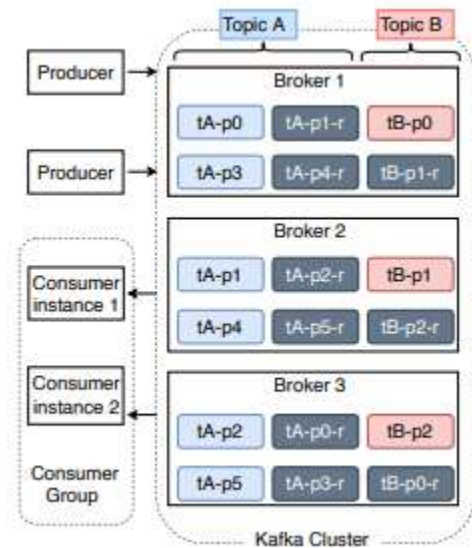 Topic A
Topic B
Producer
Broker 1
tA-p0
tA-p1-r
tB-p0
Producer
tA-p3
tA-p4-r
tB-p1-r
Broker 2
Consumer
instance 1
tA-p1
tA-p2-r
tB-p1
tA-p4
tA-p5-r
tB-p2-r
Consumer
instance 2
Broker 3
tA-p2
tA-p0-r
tB-p2
Consumer
Group
tA-p5
tA-p3-r
tB-p0-r
Kafka Cluster